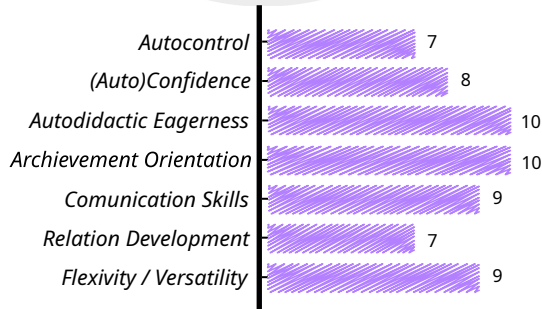 Autocontrol 7
(Auto)Confidence 8
Autodidactic Eagerness 10
Archievement Orientation 10
Comunication Skills 9
Relation Development 7
Flexivity / Versatility 9